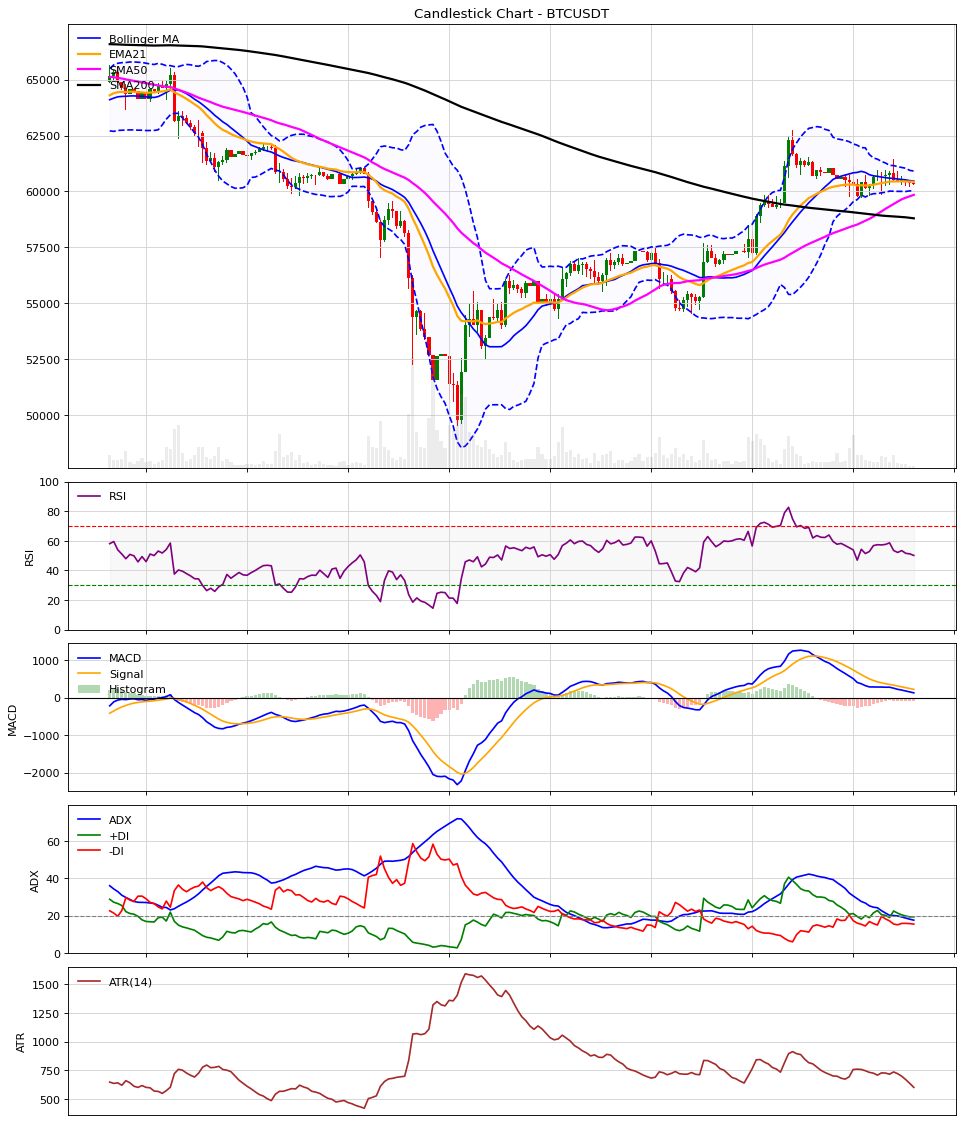 Candlestick Chart - BTCUSDT
Bollinger MA
EMA21
SMA50
SMA200
65000
62500
60000
57500
55000
52500
50000
RSI
100
80
60
40
20
0
RSI
MACD
Signal
Histogram
1000
0
−1000
−2000
MACD
ADX
+DI
-DI
60
40
20
0
ADX
ATR(14)
1500
1250
1000
750
500
ATR